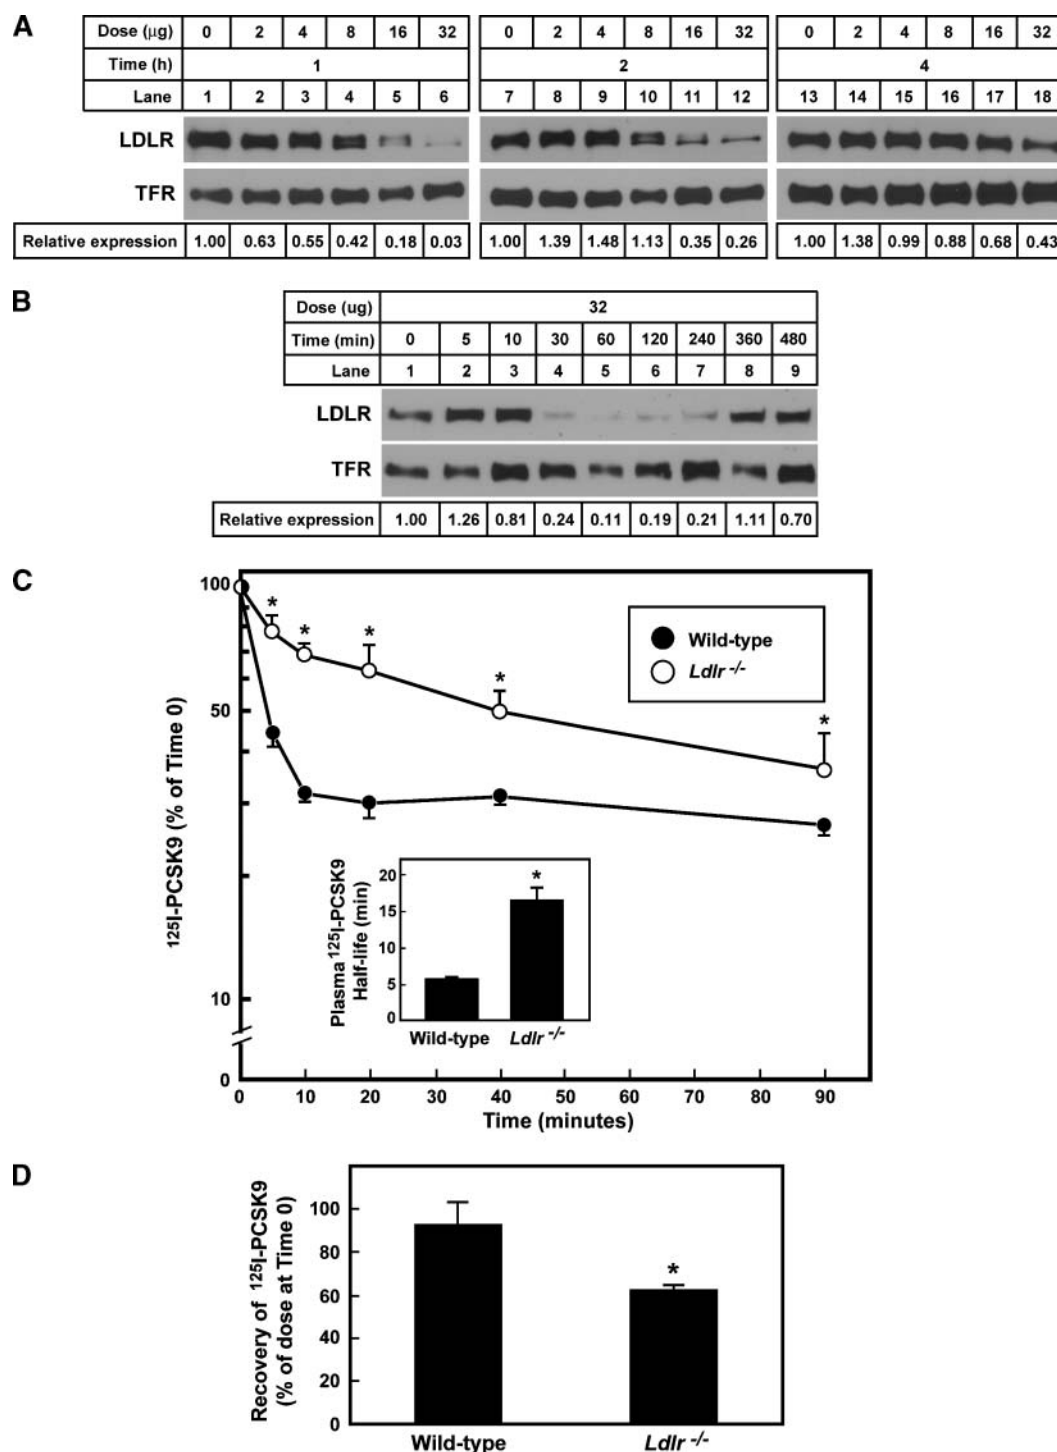 A
Dose (μg) 0 2 4 8 16 32 0 2 4 8 16 32 0 2 4 8 16 32
Time (h) 1 2 4
Lane 1 2 3 4 5 6 7 8 9 10 11 12 13 14 15 16 17 18
LDLR
TFR
Relative expression 1.00 0.63 0.55 0.42 0.18 0.03 1.00 1.39 1.48 1.13 0.35 0.26 1.00 1.38 0.99 0.88 0.68 0.43
B
Dose (ug) 32
Time (min) 0 5 10 30 60 120 240 360 480
Lane 1 2 3 4 5 6 7 8 9
LDLR
TFR
Relative expression 1.00 1.26 0.81 0.24 0.11 0.19 0.21 1.11 0.70
C
125I-PCSK9 (% of Time 0)
100
50
10
0
* * * * *
Wild-type
Ldlr -/-
Plasma 125I-PCSK9
Half-life (min)
20
15
10
5
0
*
Wild-type Ldlr -/-
0 10 20 30 40 50 60 70 80 90
Time (minutes)
D
Recovery of 125I-PCSK9
(% of dose at Time 0)
100
80
60
40
20
0
*
Wild-type Ldlr -/-